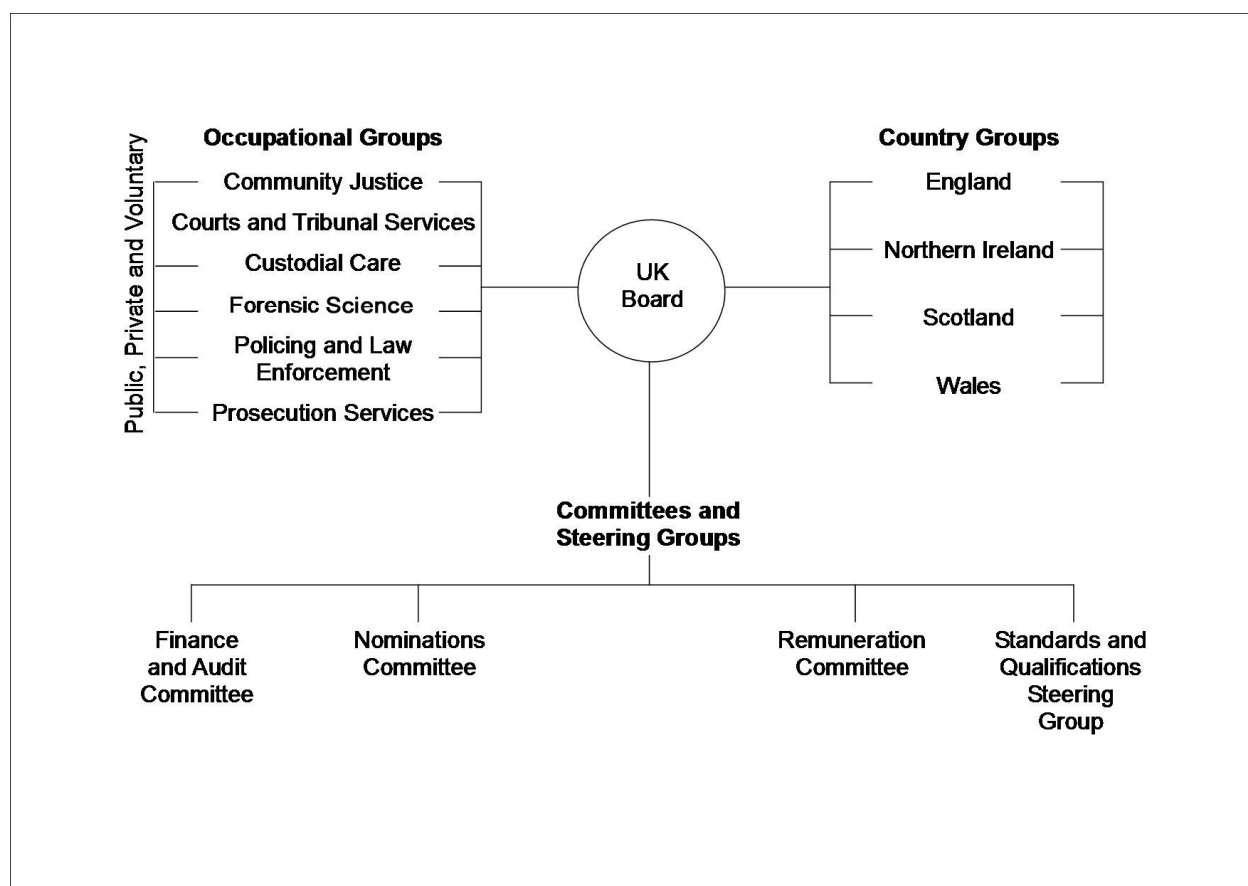 Public, Private and Voluntary
Occupational Groups
Community Justice
Courts and Tribunal Services
Custodial Care
Forensic Science
Policing and Law
Enforcement
Prosecution Services
UK
Board
Country Groups
England
Northern Ireland
Scotland
Wales
Committees and
Steering Groups
Finance
and Audit
Committee
Nominations
Committee
Remuneration
Committee
Standards and
Qualifications
Steering
Group